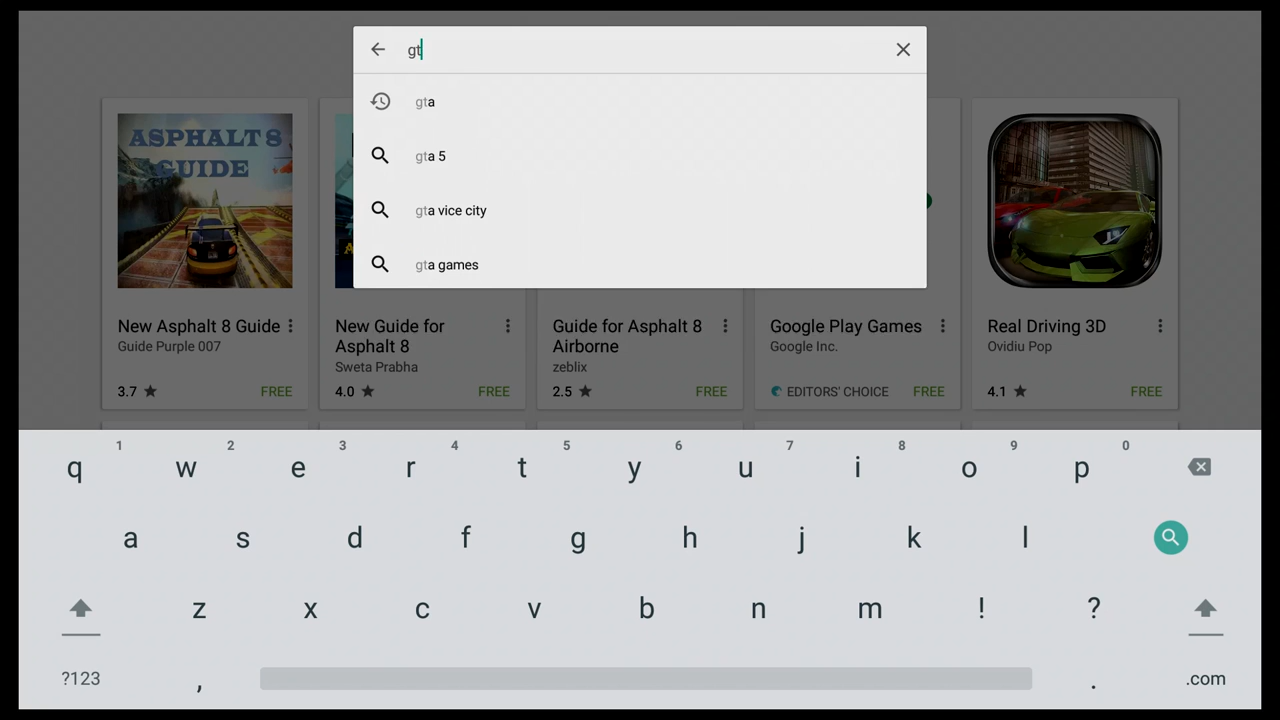 gt
gta
gta 5
gta vice city
gta games
ASPHALT 8
GUIDE
New Asphalt 8 Guide
Guide Purple 007
3.7 FREE
New Guide for
Asphalt 8
Sweta Prabha
4.0 FREE
Guide for Asphalt 8
Airborne
zeblix
2.5 FREE
Google Play Games
Google Inc.
EDITORS' CHOICE FREE
Real Driving 3D
Ovidiu Pop
4.1 FREE
1 2 3 4 5 6 7 8 9 0
q w e r t y u i o p
a s d f g h j k l
z x c v b n m ! ?
?123 , . .com